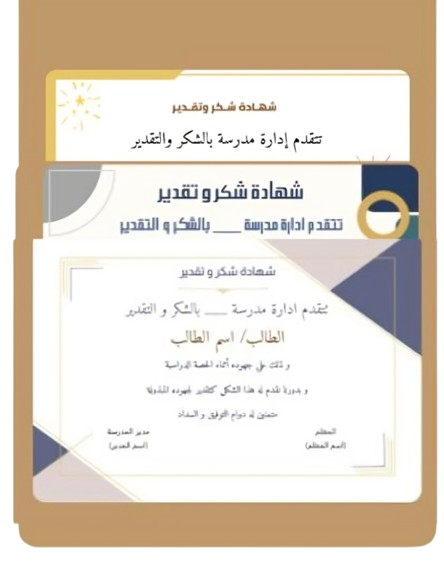 شهادة شكر وتقدير
تتقدم إدارة مدرسة بالشكر والتقدير
شهادة شكر و تقدير
تتقدم ادارة مدرسة ____ بالشكر و التقدير
شهادة شكر و تقدير
تتقدم ادارة مدرسة ____ بالشكر و التقدير
الطالب/ اسم الطالب
و ذلك على جهوده أثناء الحصة الدراسية
و بدورنا نقدم له هذا الشكل كتقدير لجهوده المبذولة
متمنين له دوام التوفيق و السداد
المعلم
مدير المدرسة
(اسم المعلم)
(اسم المدير)